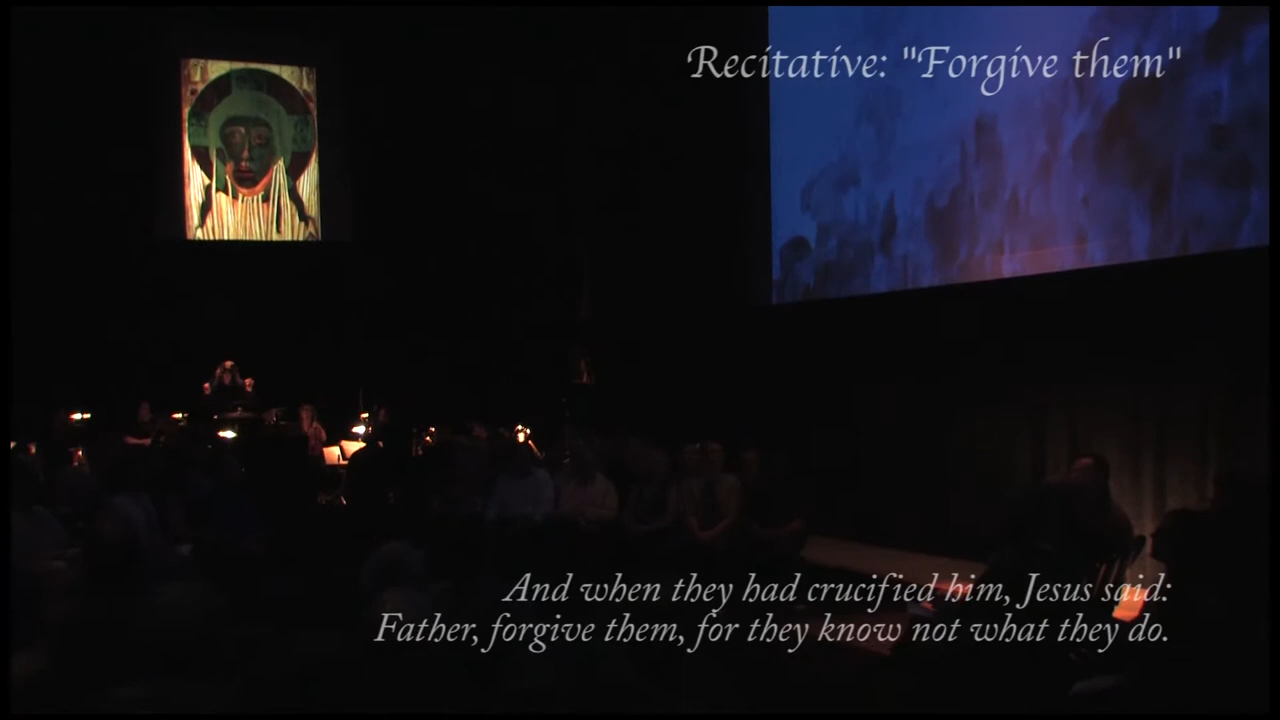 Recitative: "Forgive them"
And when they had crucified him, Jesus said:
Father, forgive them, for they know not what they do.